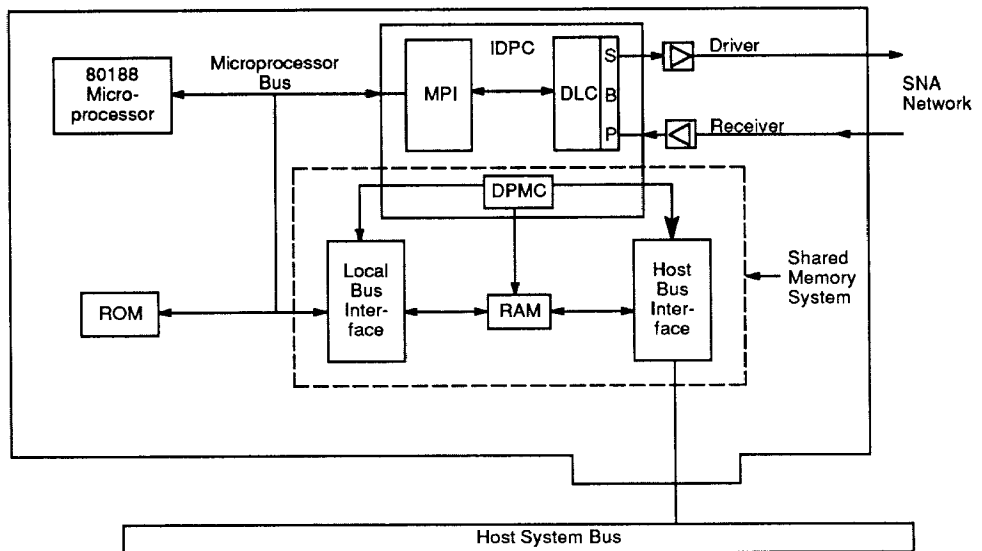 IDPC
80188
Micro-
processor
Microprocessor
Bus
MPI
DLC
S
B
P
Driver
Receiver
SNA
Network
DPMC
Local
Bus
Inter-
face
RAM
Host
Bus
Inter-
face
Shared
Memory
System
ROM
Host System Bus